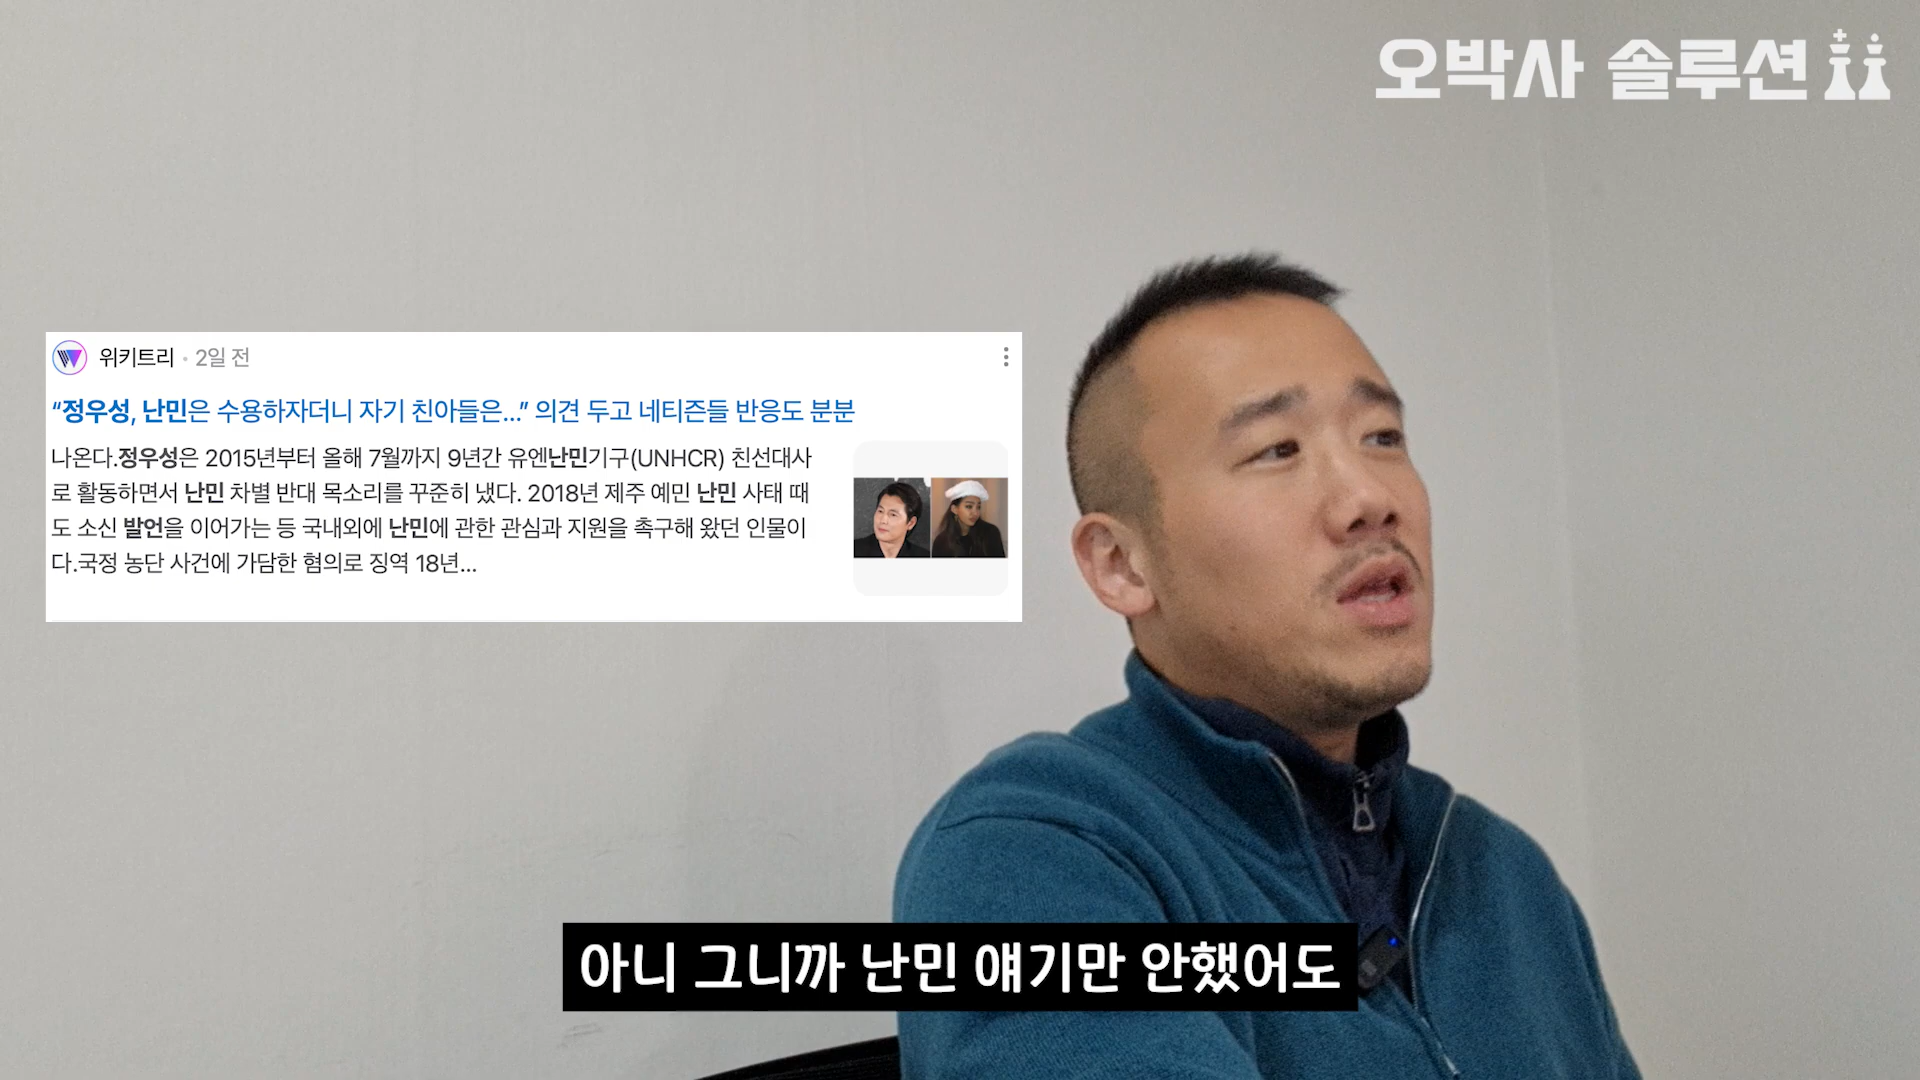 오박사 솔루션
위키트리 · 2일 전
“정우성, 난민은 수용하자더니 자기 친아들은...” 의견 두고 네티즌들 반응도 분분
나온다.정우성은 2015년부터 올해 7월까지 9년간 유엔난민기구(UNHCR) 친선대사
로 활동하면서 난민 차별 반대 목소리를 꾸준히 냈다. 2018년 제주 예민 난민 사태 때
도 소신 발언을 이어가는 등 국내외에 난민에 관한 관심과 지원을 촉구해 왔던 인물이
다.국정 농단 사건에 가담한 혐의로 징역 18년...
아니 그니까 난민 얘기만 안했어도